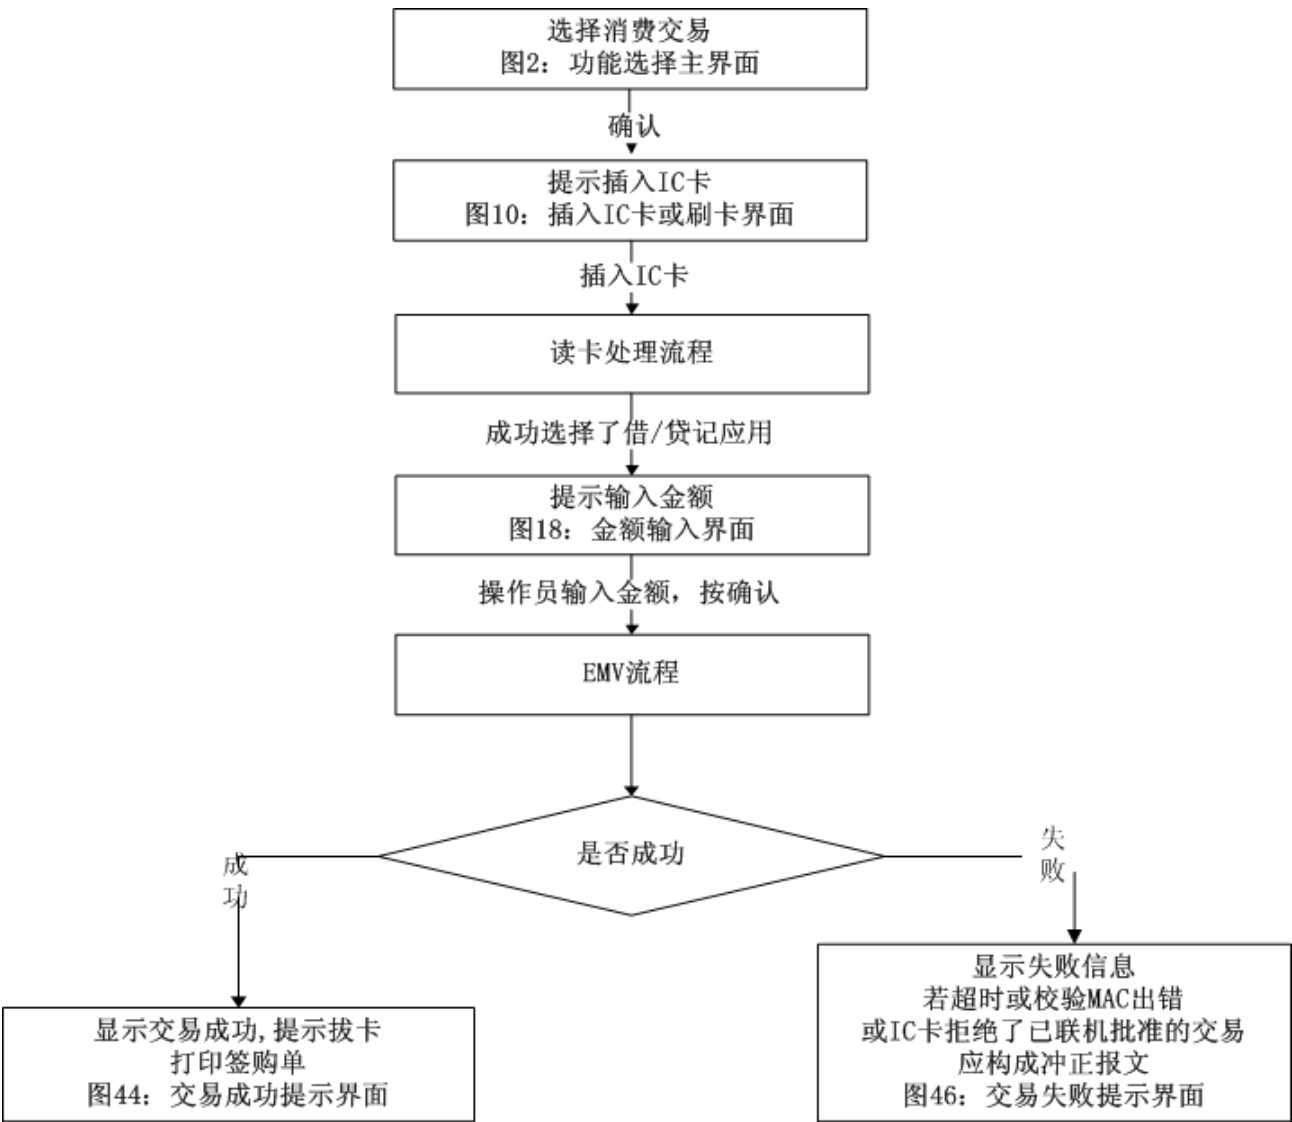 选择消费交易
图2：功能选择主界面
确认
提示插入IC卡
图10：插入IC卡或刷卡界面
插入IC卡
读卡处理流程
成功选择了借/贷记应用
提示输入金额
图18：金额输入界面
操作员输入金额，按确认
EMV流程
是否成功
成
功
失
败
显示交易成功,提示拔卡
打印签购单
图44：交易成功提示界面
显示失败信息
若超时或校验MAC出错
或IC卡拒绝了已联机批准的交易
应构成冲正报文
图46：交易失败提示界面